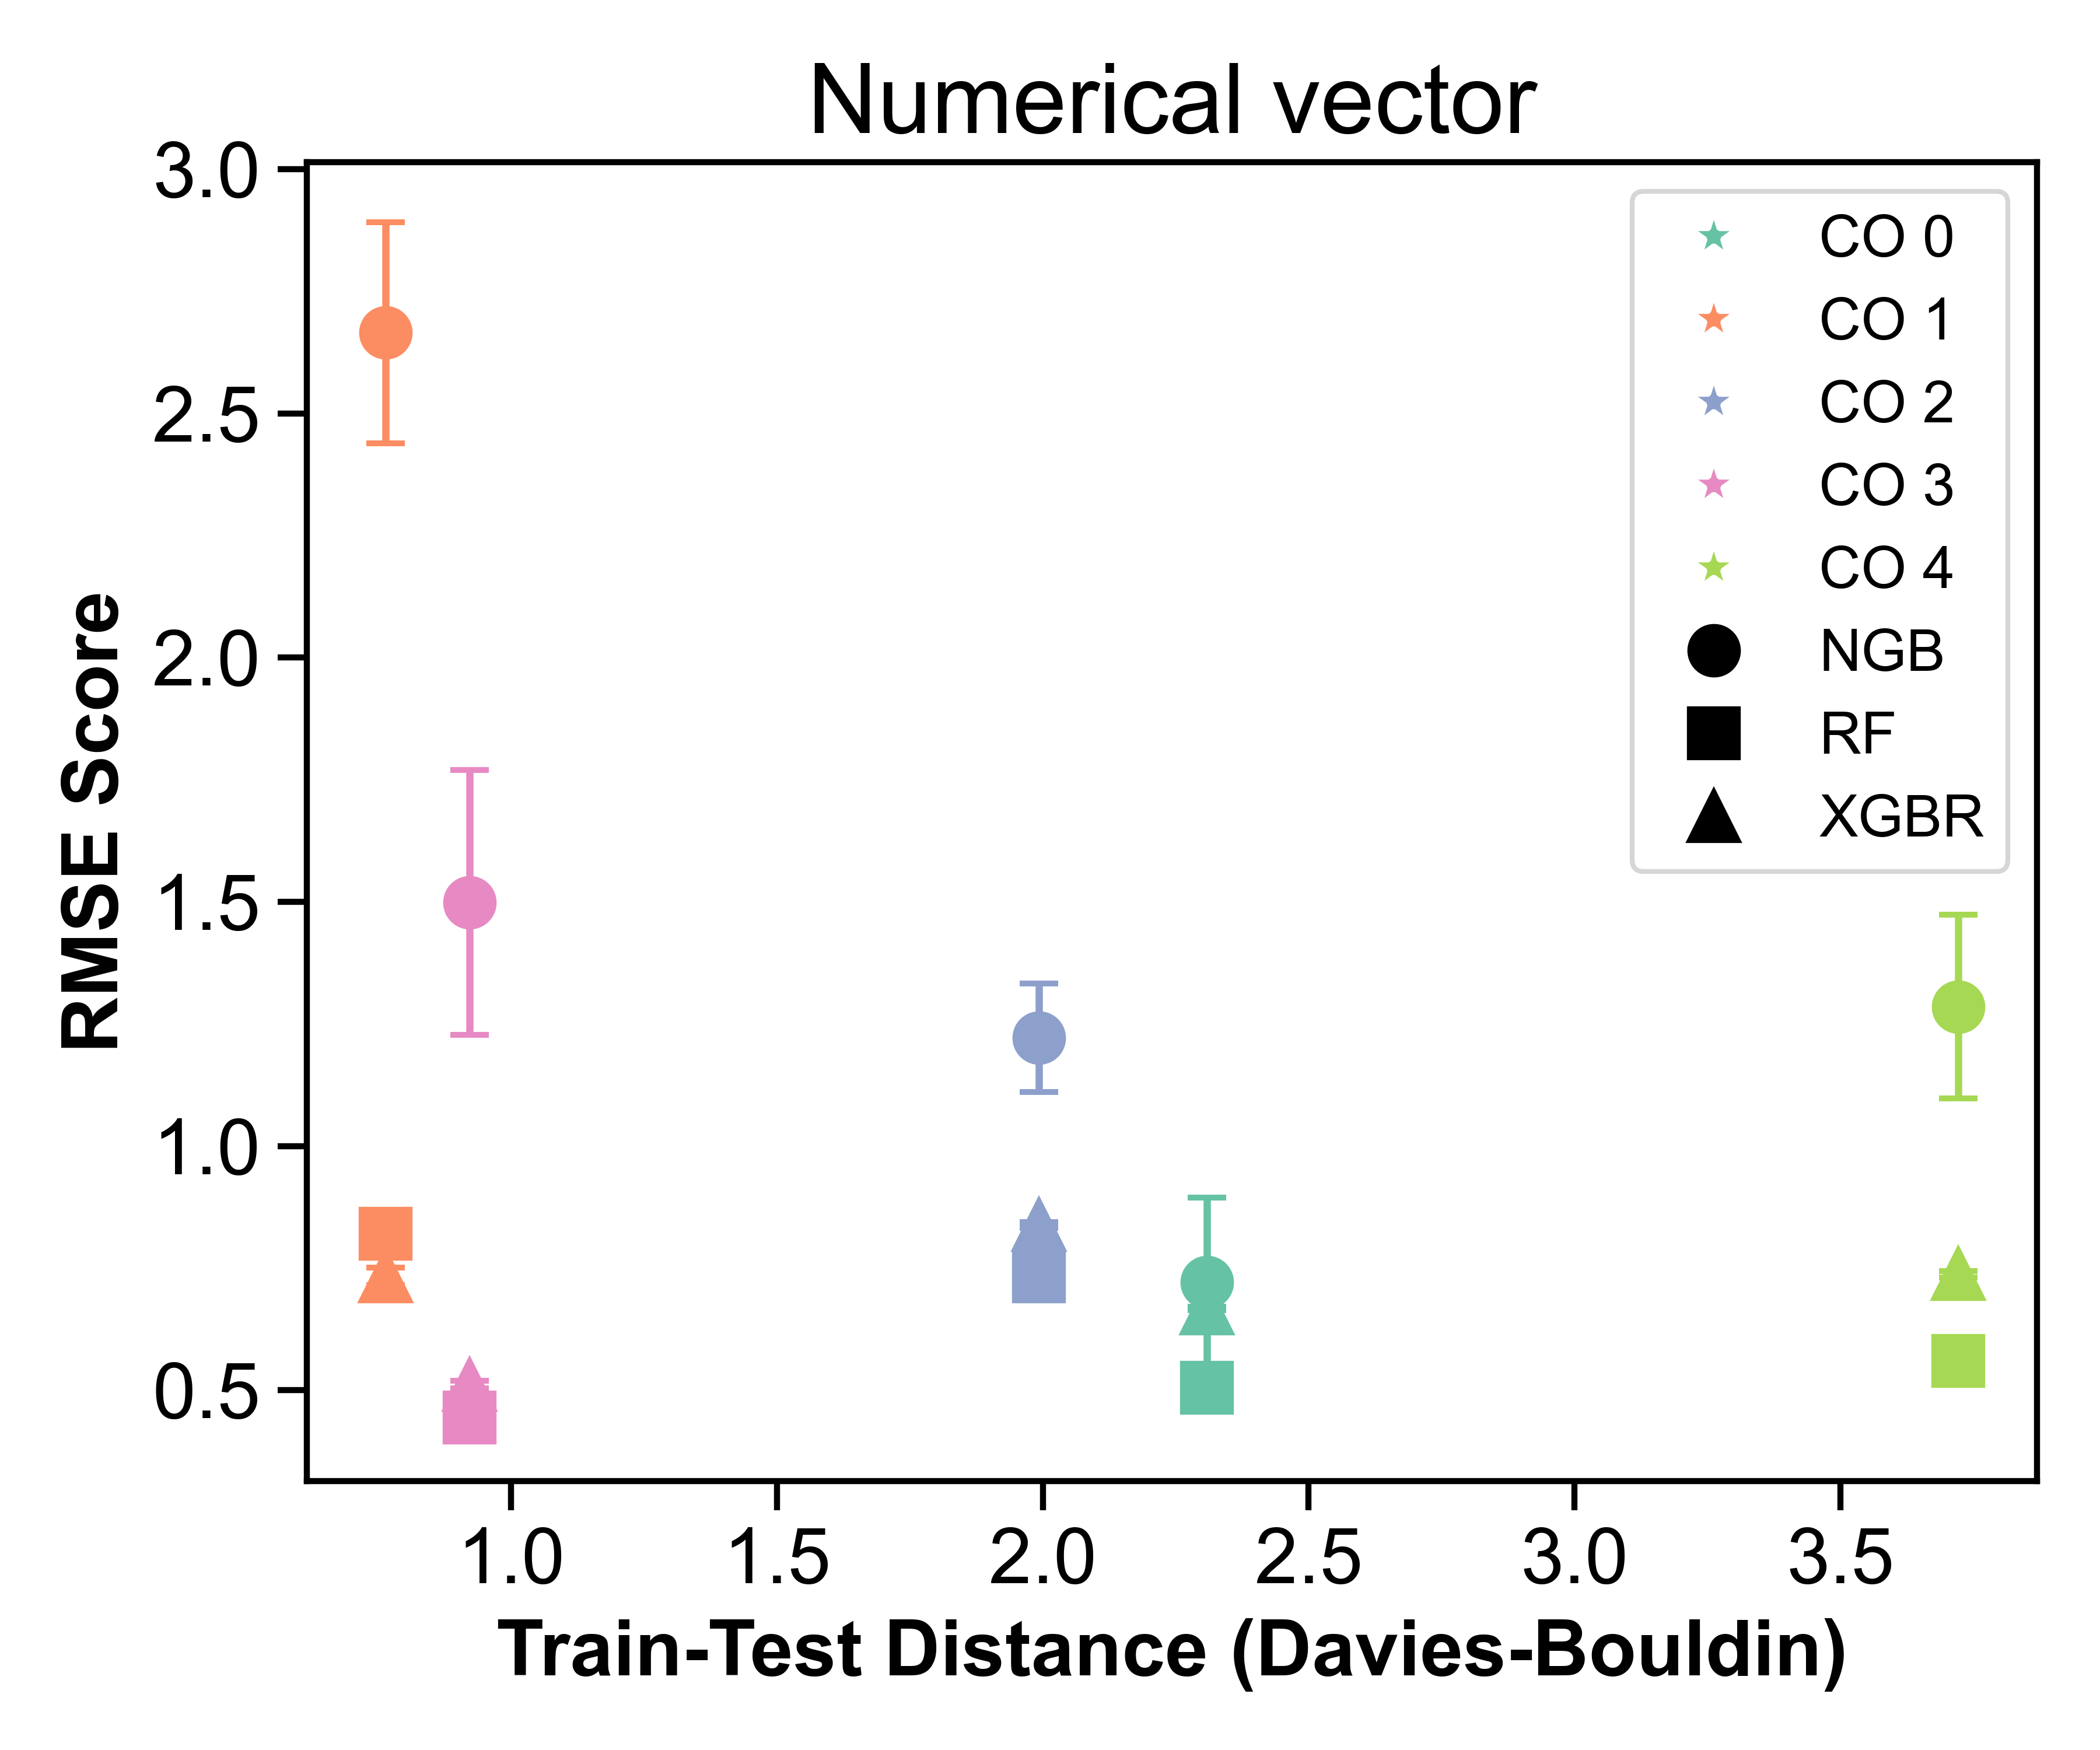 Numerical vector
3.0
2.5
2.0
1.5
1.0
0.5
RMSE Score
CO 0
CO 1
CO 2
CO 3
CO 4
NGB
RF
XGBR
1.0 1.5 2.0 2.5 3.0 3.5
Train-Test Distance (Davies-Bouldin)